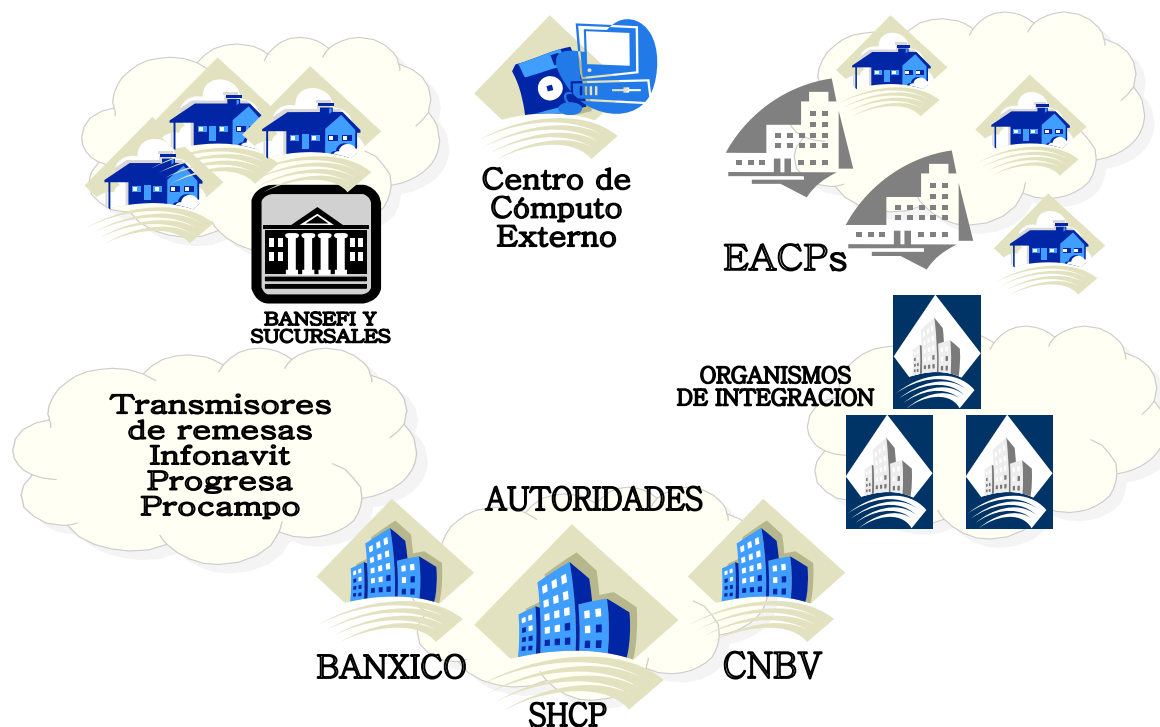 Centro de
Cómputo
Externo
EACPs
BANSEFI Y
SUCURSALES
ORGANISMOS
DE INTEGRACION
Transmisores
de remesas
Infonavit
Progresa
Procampo
AUTORIDADES
BANXICO
CNBV
SHCP